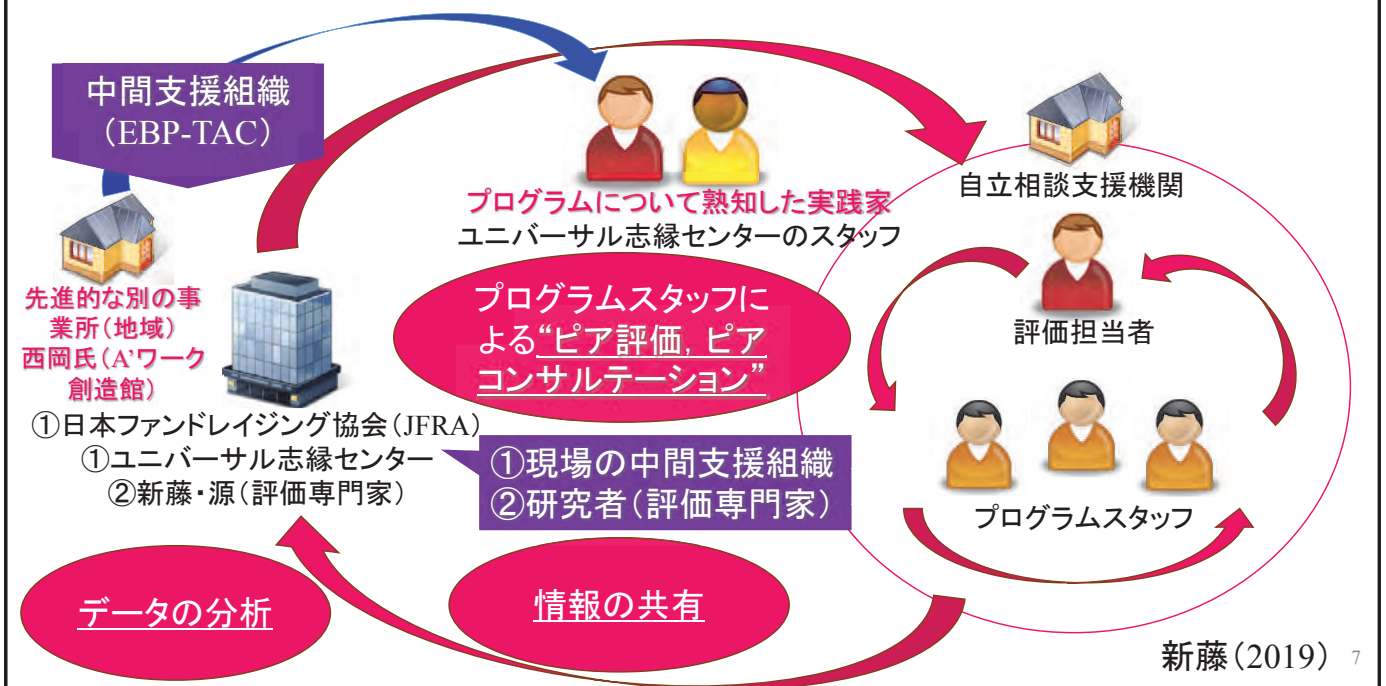 中間支援組織
（EBP-TAC）
プログラムについて熟知した実践家
ユニバーサル志縁センターのスタッフ
自立相談支援機関
評価担当者
プログラムスタッフ
先進的な別の事
業所（地域）
西岡氏（A’ワーク
創造館）
①日本ファンドレイジング協会（JFRA）
①ユニバーサル志縁センター
②新藤・源（評価専門家）
プログラムスタッフに
よる“ピア評価，ピア
コンサルテーション”
①現場の中間支援組織
②研究者（評価専門家）
データの分析
情報の共有
新藤（2019）
7